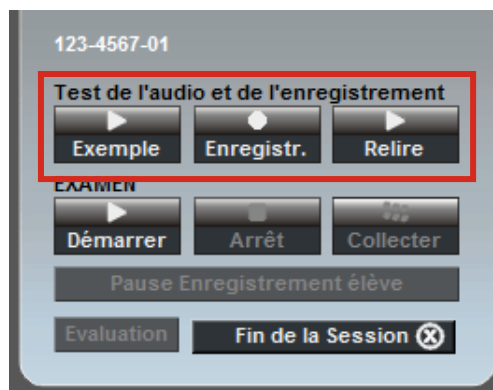 123-4567-01
Test de l'audio et de l'enregistrement
Exemple Enregistr. Relire
EXAMEN
Démarrer Arrêt Collecter
Pause Enregistrement élève
Evaluation Fin de la Session